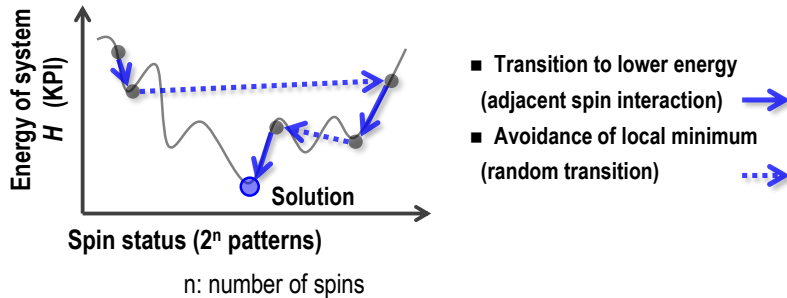 Energy of system
H (KPI)
Solution
Spin status (2ⁿ patterns)
n: number of spins
■ Transition to lower energy
(adjacent spin interaction)
■ Avoidance of local minimum
(random transition)